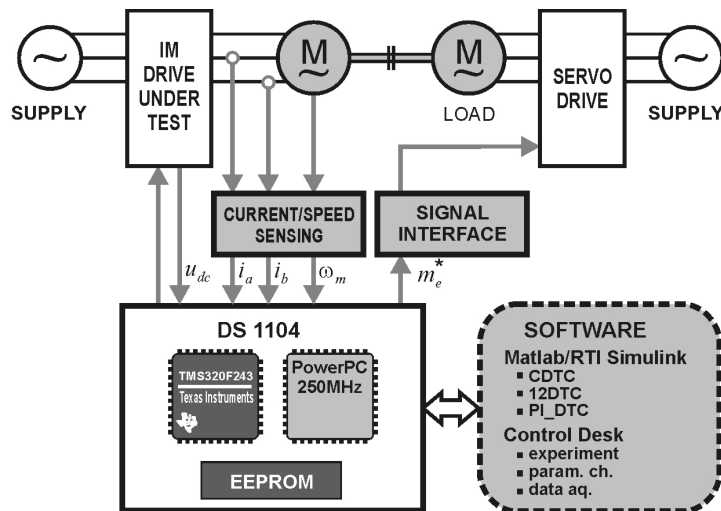 SUPPLY
IM
DRIVE
UNDER
TEST
M
~
M
~
LOAD
SERVO
DRIVE
SUPPLY
CURRENT/SPEED
SENSING
SIGNAL
INTERFACE
u_dc
i_a
i_b
ω_m
m_e*
DS 1104
TMS320F243
Texas Instruments
PowerPC
250MHz
EEPROM
SOFTWARE
Matlab/RTI Simulink
▪ CDTC
▪ 12DTC
▪ PI_DTC
Control Desk
▪ experiment
▪ param. ch.
▪ data aq.